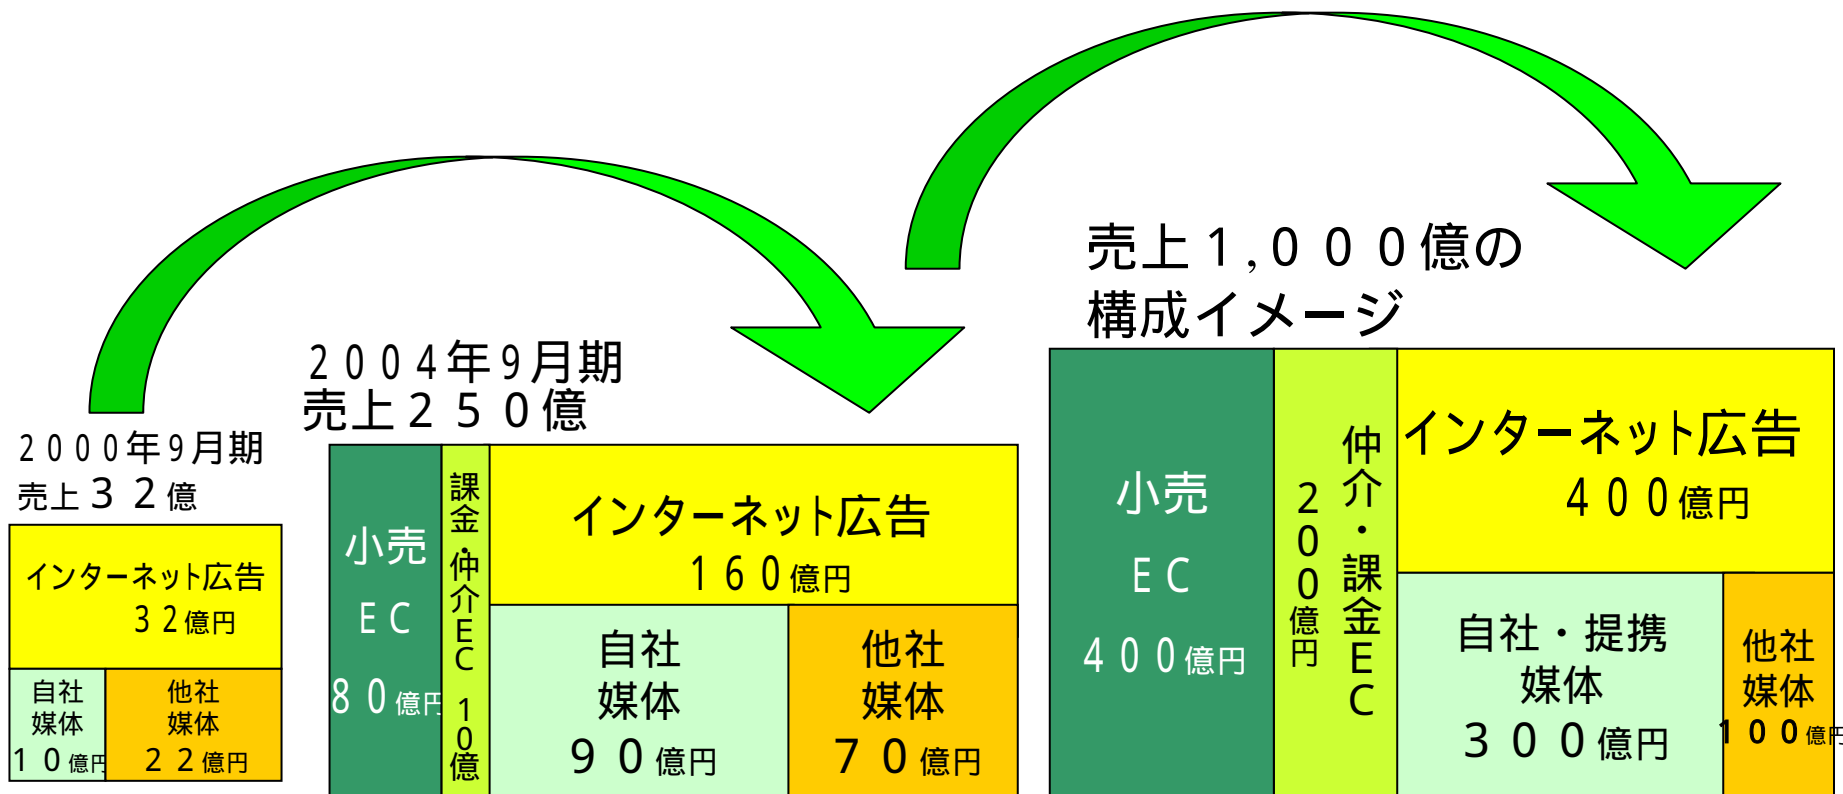 2000年9月期
売上32億
インターネット広告
32億円
自社
媒体
10億円
他社
媒体
22億円
2004年9月期
売上250億
小売
EC
80億円
課金・仲介EC 10億
インターネット広告
160億円
自社
媒体
90億円
他社
媒体
70億円
売上1,000億の
構成イメージ
小売
EC
400億円
仲介・課金EC
200億円
インターネット広告
400億円
自社・提携
媒体
300億円
他社
媒体
100億円